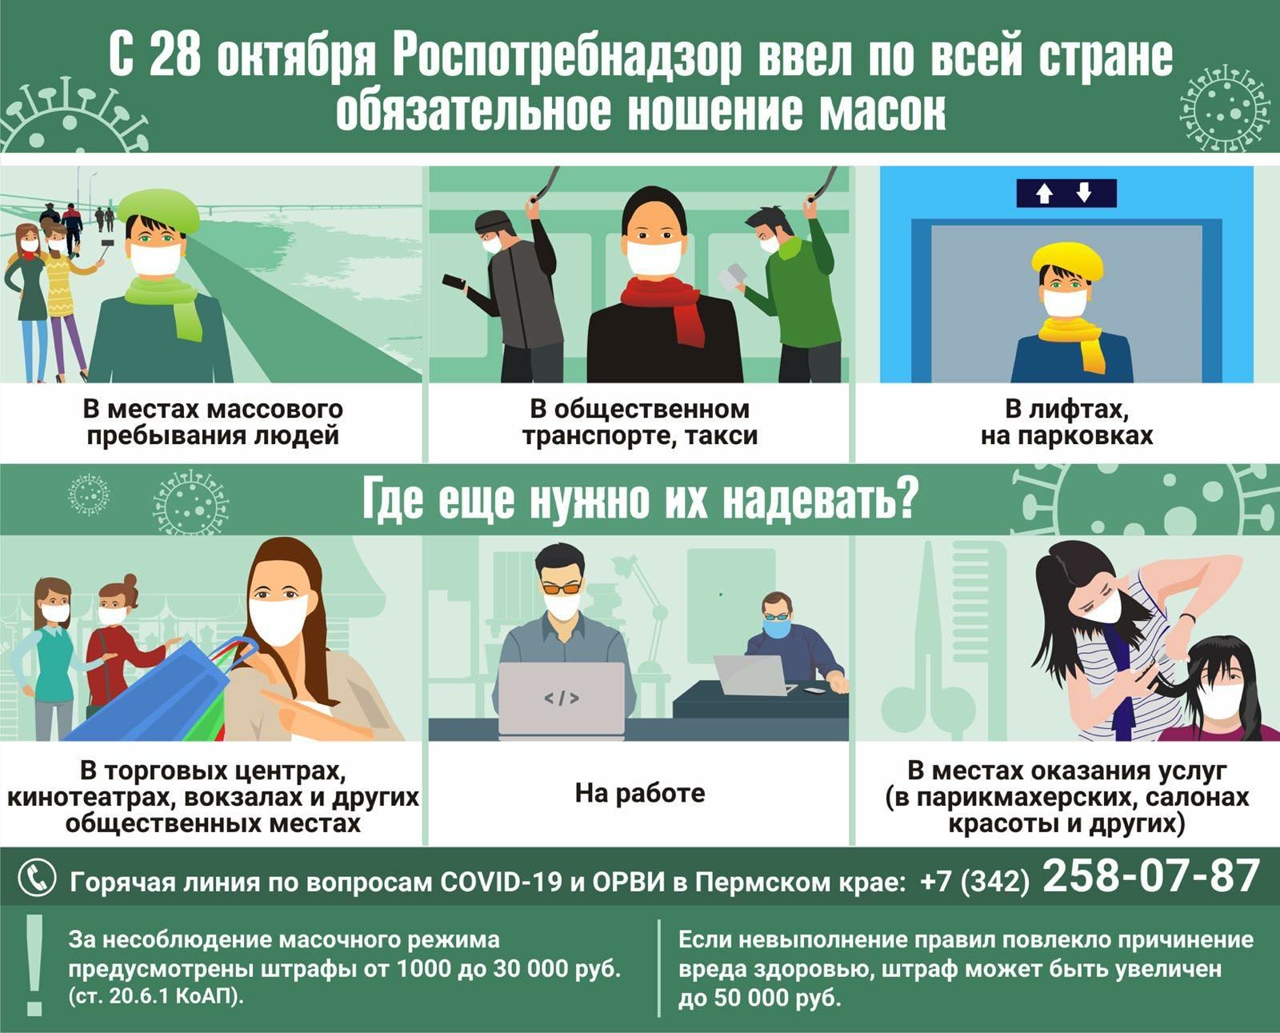 С 28 октября Роспотребнадзор ввел по всей стране
обязательное ношение масок
В местах массового
пребывания людей
В общественном
транспорте, такси
В лифтах,
на парковках
Где еще нужно их надевать?
</>
В торговых центрах,
кинотеатрах, вокзалах и других
общественных местах
На работе
В местах оказания услуг
(в парикмахерских, салонах
красоты и других)
Горячая линия по вопросам COVID-19 и ОРВИ в Пермском крае: +7 (342) 258-07-87
За несоблюдение масочного режима
предусмотрены штрафы от 1000 до 30 000 руб.
(ст. 20.6.1 КоАП).
Если невыполнение правил повлекло причинение
вреда здоровью, штраф может быть увеличен
до 50 000 руб.